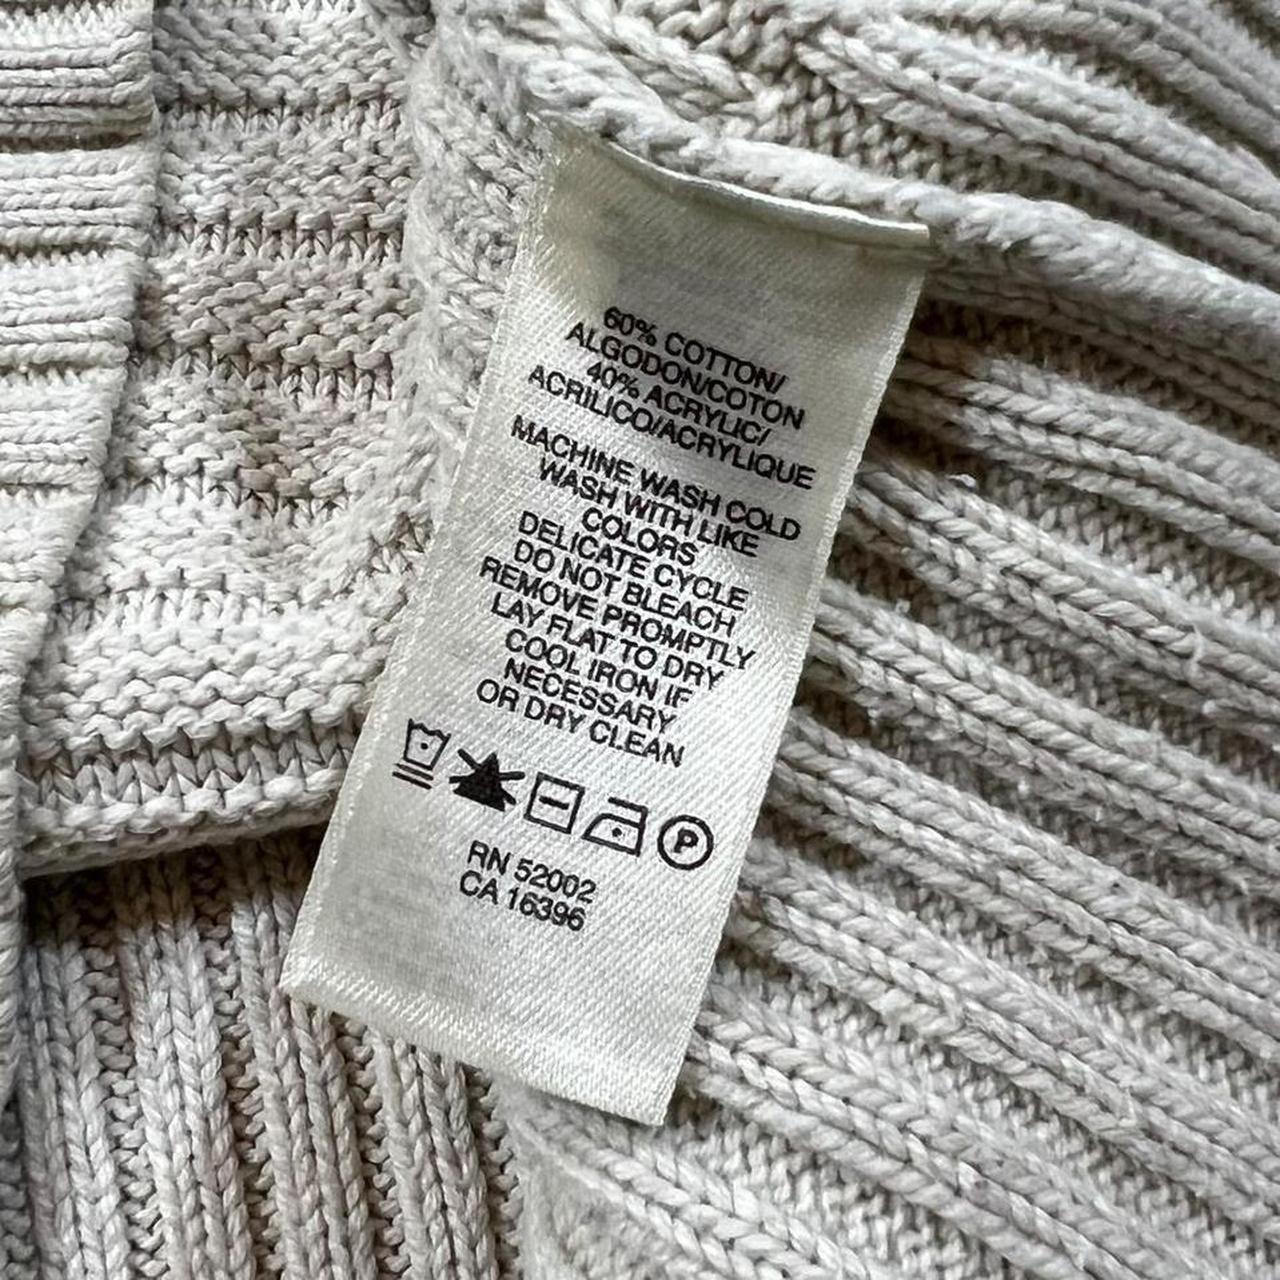 60% COTTON/
ALGODON/COTON
40% ACRYLIC/
ACRILICO/ACRYLIQUE
MACHINE WASH COLD
WASH WITH LIKE
COLORS
DELICATE CYCLE
DO NOT BLEACH
REMOVE PROMPTLY
LAY FLAT TO DRY
COOL IRON IF
NECESSARY
OR DRY CLEAN
P
RN 52002
CA 16396